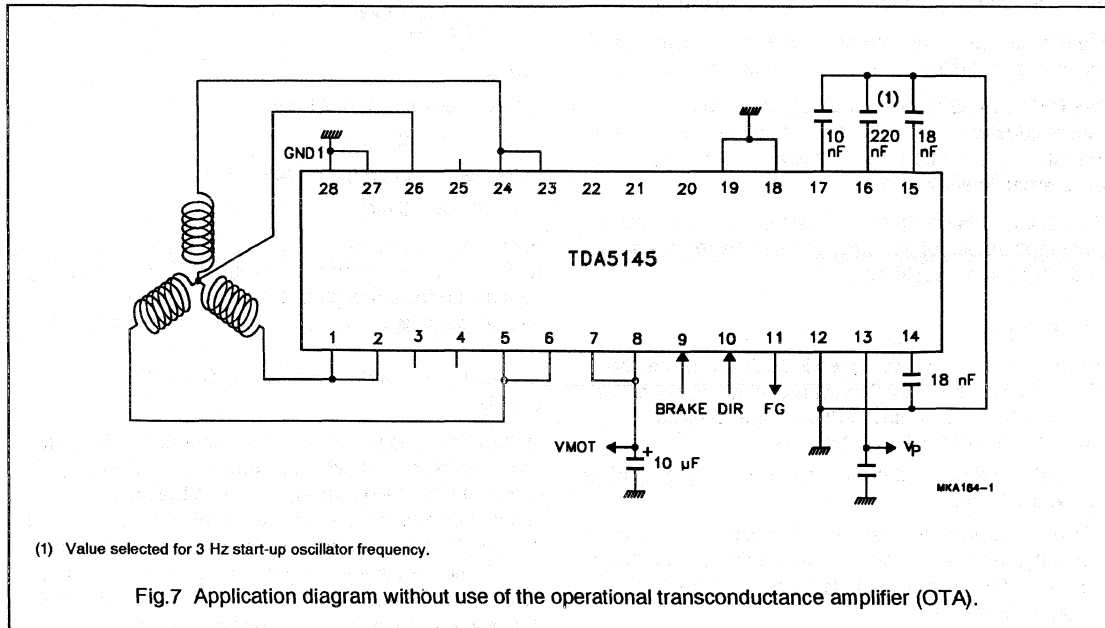 (1)
10 nF
220 nF
18 nF
GND1
28 27 26 25 24 23 22 21 20 19 18 17 16 15
TDA5145
1 2 3 4 5 6 7 8 9 10 11 12 13 14
18 nF
BRAKE DIR FG
VMOT
+
10 µF
VP
MKA164-1
(1) Value selected for 3 Hz start-up oscillator frequency.
Fig.7 Application diagram without use of the operational transconductance amplifier (OTA).